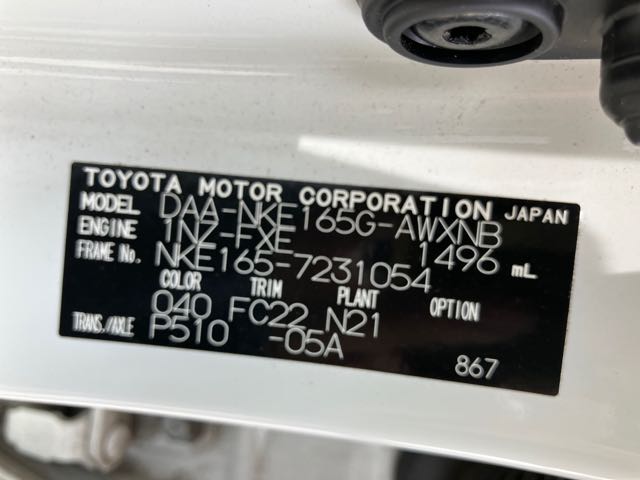 TOYOTA MOTOR CORPORATION JAPAN
MODEL DAA-NKE165G-AWXNB
ENGINE 1NZ-FXE 1496 mL
FRAME No. NKE165-7231054
COLOR TRIM PLANT OPTION
040 FC22 N21
TRANS./AXLE P510 -05A
867